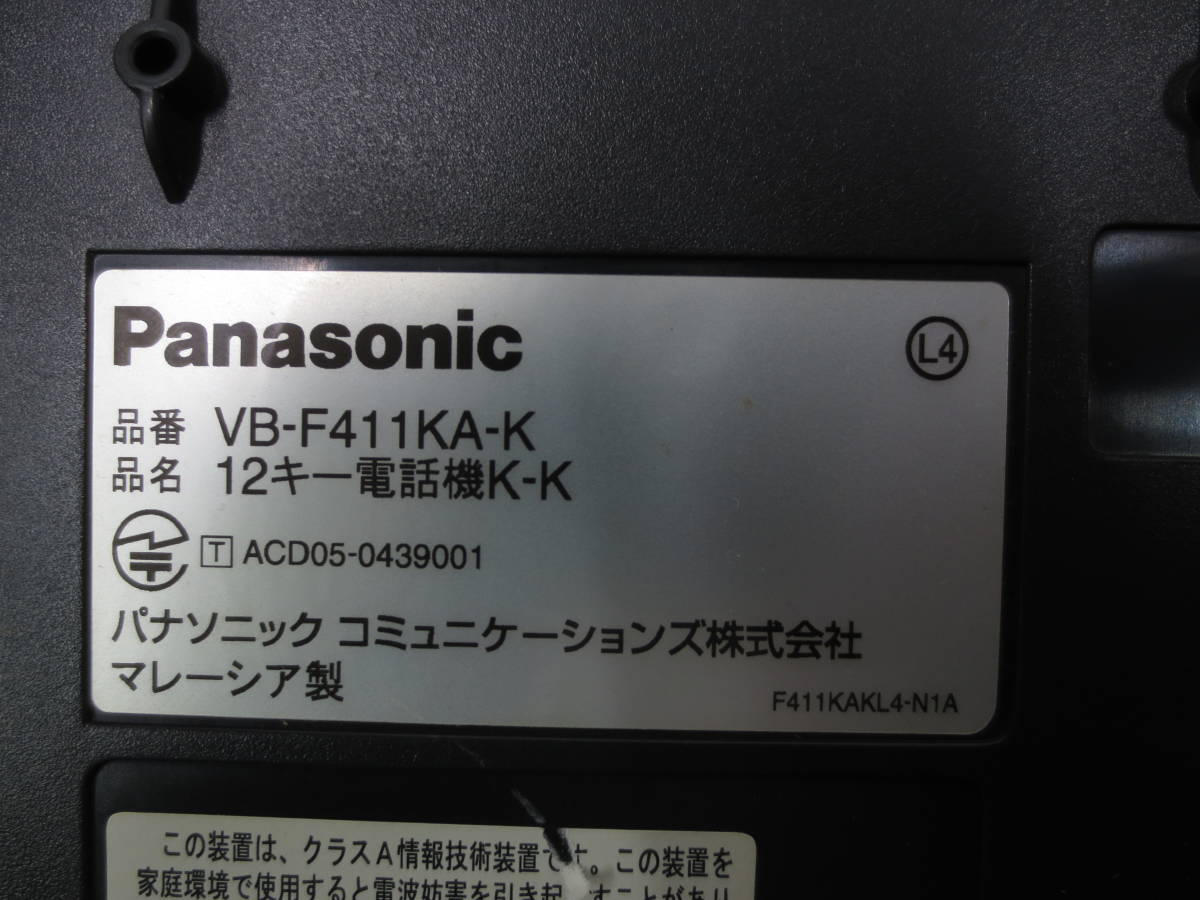 Panasonic
L4
品番 VB-F411KA-K
品名 12キー電話機K-K
T ACD05-0439001
パナソニック コミュニケーションズ株式会社
マレーシア製
F411KAKL4-N1A
この装置は、クラスA情報技術装置です。この装置を
家庭環境で使用すると電波妨害を引き起こすことがあり